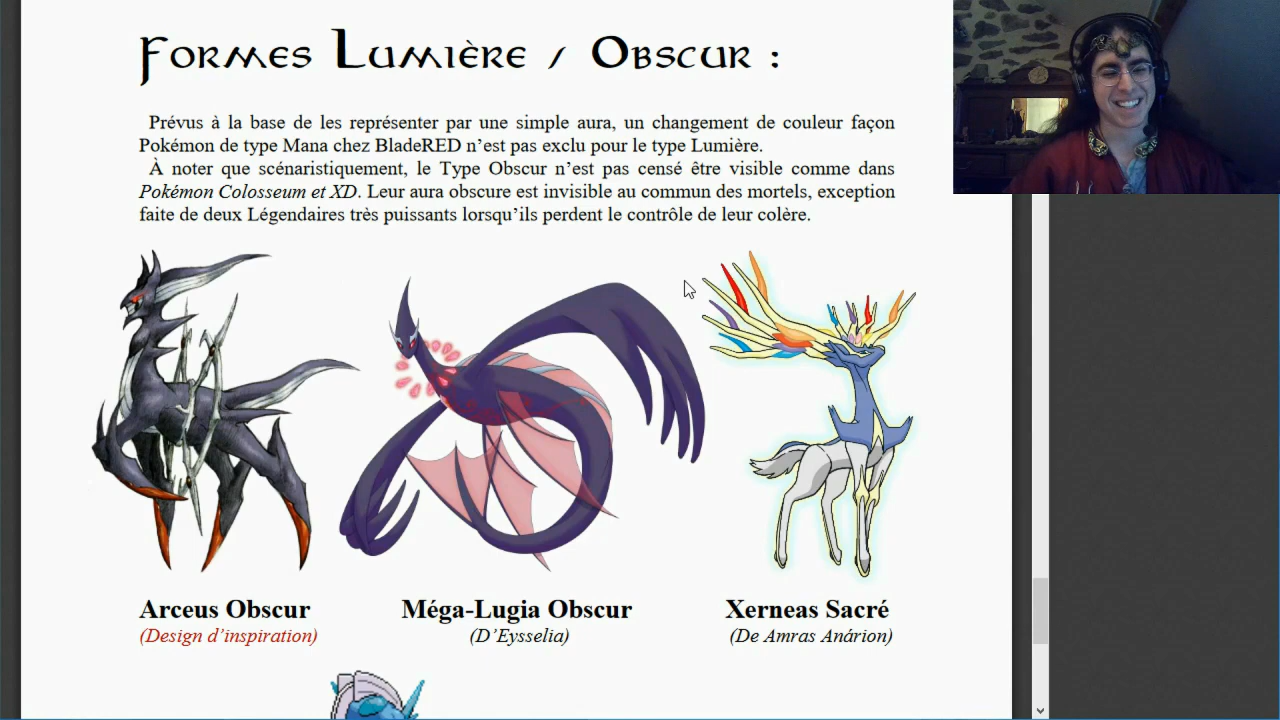 Formes Lumière / Obscur :
Prévus à la base de les représenter par une simple aura, un changement de couleur façon
Pokémon de type Mana chez BladeRED n'est pas exclu pour le type Lumière.
À noter que scénaristiquement, le Type Obscur n'est pas censé être visible comme dans
Pokémon Colosseum et XD. Leur aura obscure est invisible au commun des mortels, exception
faite de deux Légendaires très puissants lorsqu'ils perdent le contrôle de leur colère.
Arceus Obscur
(Design d'inspiration)
Méga-Lugia Obscur
(D'Eysselia)
Xerneas Sacré
(De Amras Anárion)